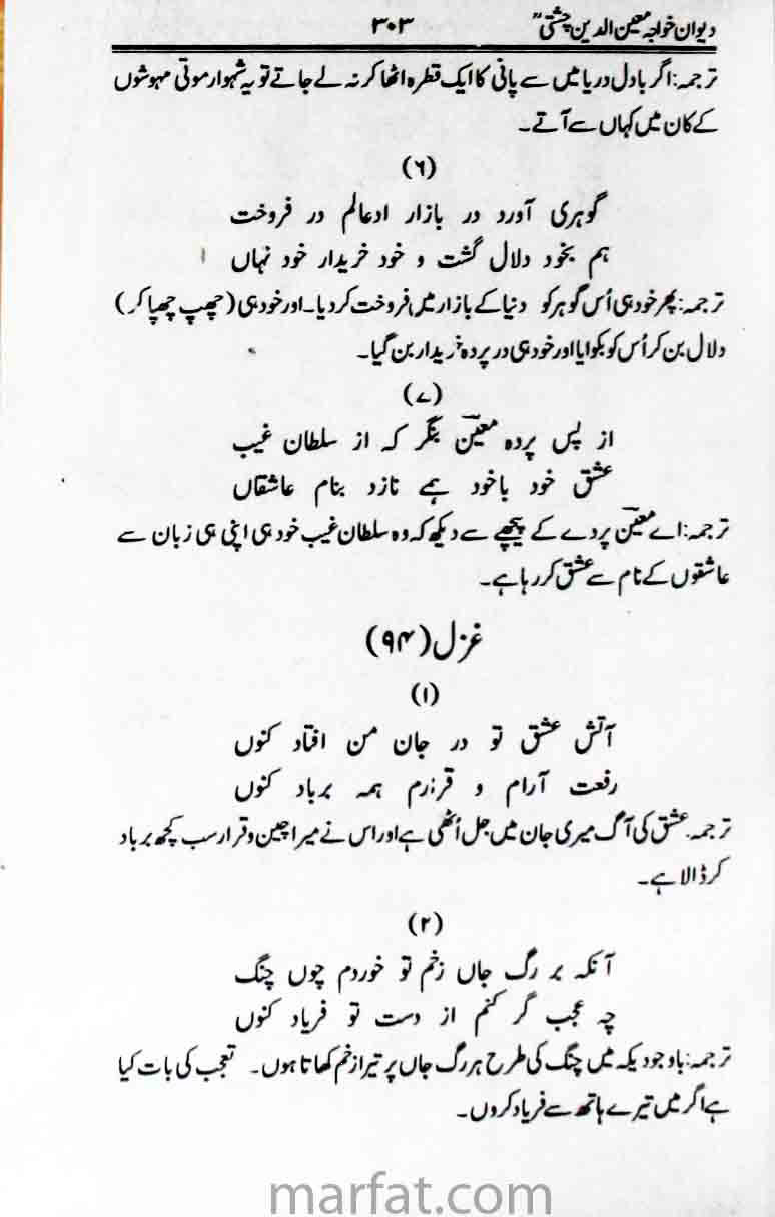 دیوان خواجہ معین الدین چشتیؒ ۳۰۳
ترجمہ: اگر بادل دریا میں سے پانی کا ایک قطرہ اٹھا کر نہ لے جاتے تو یہ شہوار موتی مہوشوں
کے کان میں کہاں سے آتے۔
(۶)
گوہری آورد در بازار ادعالم در فروخت
ہم بخود دلال گشت و خود خریدار خود نہاں
ترجمہ: پھر خود ہی اُس گوہر کو دنیا کے بازار میں فروخت کردیا۔ اور خود ہی (چھپ چھپا کر)
دلال بن کر اُس کو بکوایا اور خود ہی در پردہ خریدار بن گیا۔
(۷)
از پس پردہ معینؔ بنگر کہ از سلطان غیب
عشق خود باخود ہمے نازد بنام عاشقاں
ترجمہ: اے معینؔ پردے کے پیچھے سے دیکھ کہ وہ سلطان غیب خود ہی اپنی ہی زبان سے
عاشقوں کے نام سے عشق کررہا ہے۔
غزل (۹۴)
(۱)
آتش عشق تو در جان من افتاد کنوں
رفعت آرام و قرارم ہمہ برباد کنوں
ترجمہ: عشق کی آگ میری جان میں جل اُٹھی ہے اور اس نے میرا چین و قرار سب کچھ برباد
کر ڈالا ہے۔
(۲)
آنکہ بر رگ جاں زخم تو خوردم چوں چنگ
چہ عجب گر کنم از دست تو فریاد کنوں
ترجمہ: باوجودیکہ میں چنگ کی طرح ہر رگ جاں پر تیرا زخم کھاتا ہوں۔ تعجب کی بات کیا
ہے اگر میں تیرے ہاتھ سے فریاد کروں۔
marfat.com